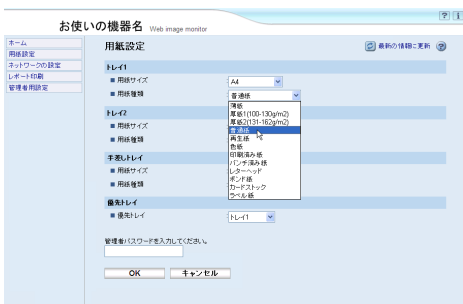 お使いの機器名 Web image monitor
ホーム
用紙設定
ネットワークの設定
レポート印刷
管理者用設定
用紙設定
最新の情報に更新
トレイ1
用紙サイズ
: A4
用紙種類
: 普通紙
薄紙
厚紙1(100-130g/m2)
厚紙2(131-162g/m2)
普通紙
再生紙
色紙
印刷済み紙
パンチ済み紙
レターヘッド
ボンド紙
カードストック
ラベル紙
トレイ2
用紙サイズ
用紙種類
手差しトレイ
用紙サイズ
用紙種類
優先トレイ
優先トレイ
: トレイ1
管理者パスワードを入力してください。
OK キャンセル